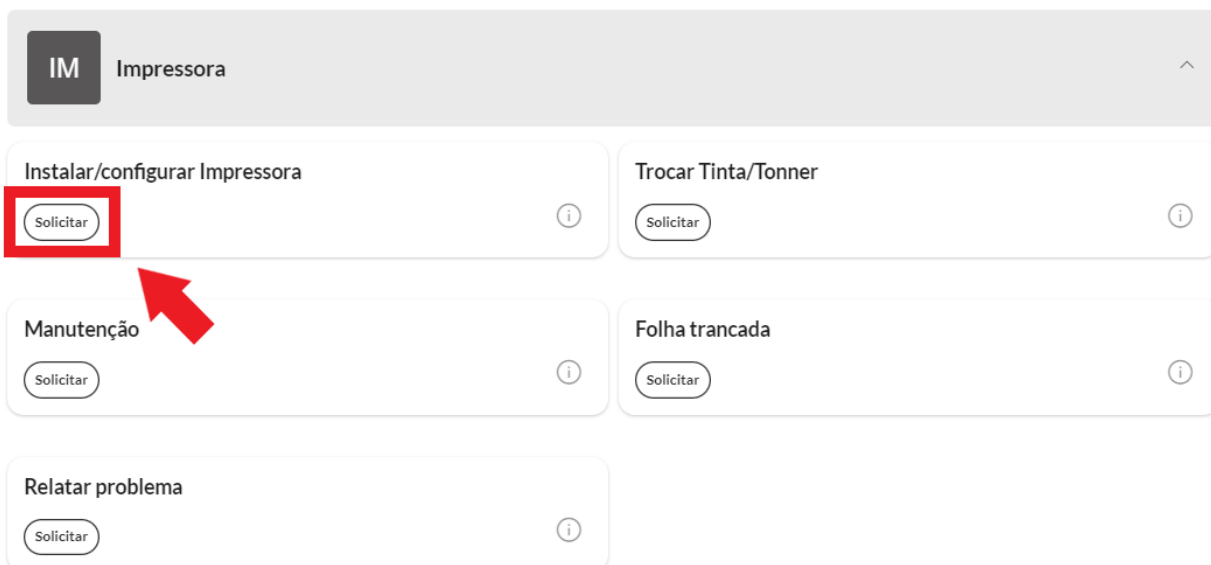 IM
Impressora
Instalar/configurar Impressora
Solicitar
Trocar Tinta/Tonner
Solicitar
Manutenção
Solicitar
Folha trancada
Solicitar
Relatar problema
Solicitar